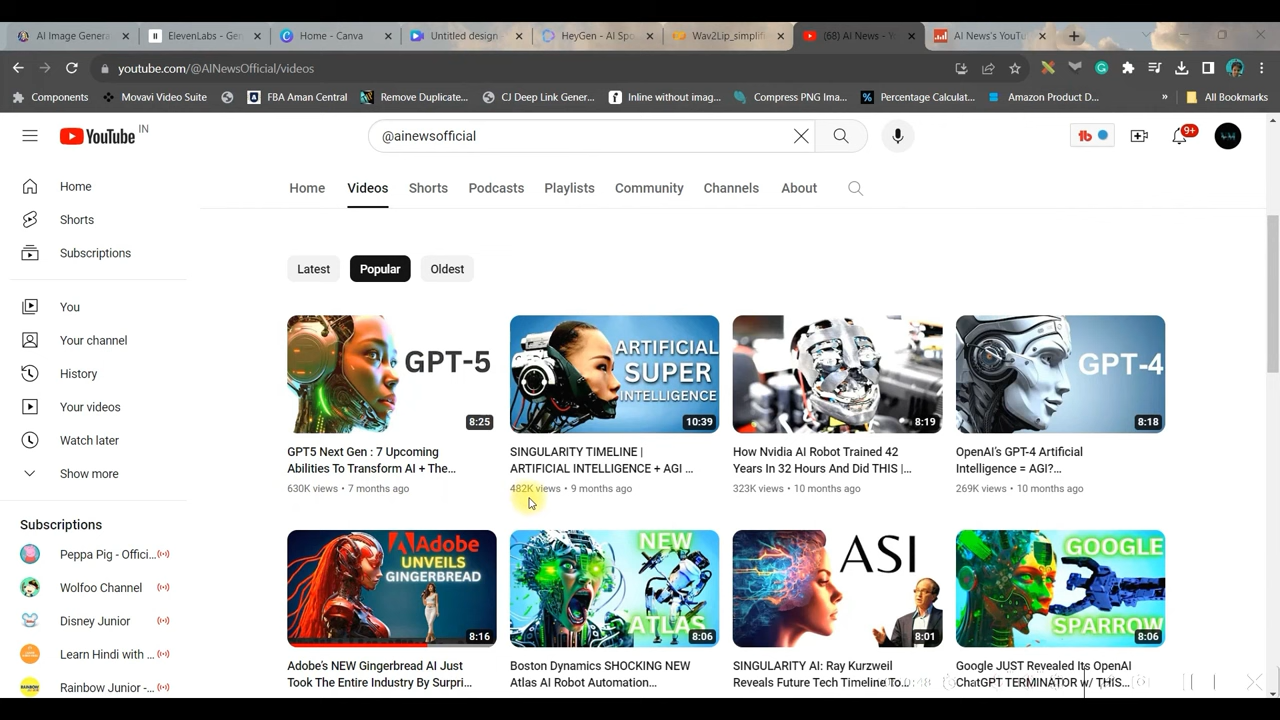 AI Image Genera
ElevenLabs - Gen
Home - Canva
Untitled design
HeyGen - AI Spo
Wav2Lip_simplif
(68) AI News - Y
AI News's YouTu
youtube.com/@AINewsOfficial/videos
Components
Movavi Video Suite
FBA Aman Central
Remove Duplicate...
CJ Deep Link Gener...
Inline without imag...
Compress PNG Ima...
Percentage Calculat...
Amazon Product D...
»
All Bookmarks
YouTube IN
@ainewsofficial
tb
9+
Home
Videos
Shorts
Podcasts
Playlists
Community
Channels
About
Home
Shorts
Subscriptions
You
Your channel
History
Your videos
Watch later
Show more
Subscriptions
Peppa Pig - Offici...
Wolfoo Channel
Disney Junior
Learn Hindi with ...
Rainbow Junior -...
Latest
Popular
Oldest
GPT-5
8:25
GPT5 Next Gen : 7 Upcoming
Abilities To Transform AI + The...
630K views • 7 months ago
ARTIFICIAL
SUPER
INTELLIGENCE
10:39
SINGULARITY TIMELINE |
ARTIFICIAL INTELLIGENCE + AGI ...
482K views • 9 months ago
8:19
How Nvidia AI Robot Trained 42
Years In 32 Hours And Did THIS |...
323K views • 10 months ago
GPT-4
8:18
OpenAI's GPT-4 Artificial
Intelligence = AGI?...
269K views • 10 months ago
Adobe
UNVEILS
GINGERBREAD
8:16
Adobe's NEW Gingerbread AI Just
Took The Entire Industry By Surpri...
NEW
ATLAS
8:06
Boston Dynamics SHOCKING NEW
Atlas AI Robot Automation...
ASI
8:01
SINGULARITY AI: Ray Kurzweil
Reveals Future Tech Timeline To...
GOOGLE
SPARROW
8:06
Google JUST Revealed Its OpenAI
ChatGPT TERMINATOR w/ THIS...